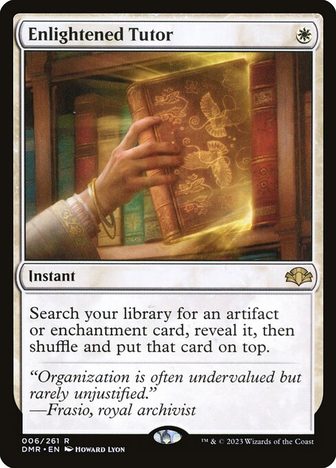 Enlightened Tutor
Instant
Search your library for an artifact
or enchantment card, reveal it, then
shuffle and put that card on top.
“Organization is often undervalued but
rarely unjustified.”
—Frasio, royal archivist
006/261 R
DMR • EN Howard Lyon
™ & © 2023 Wizards of the Coast